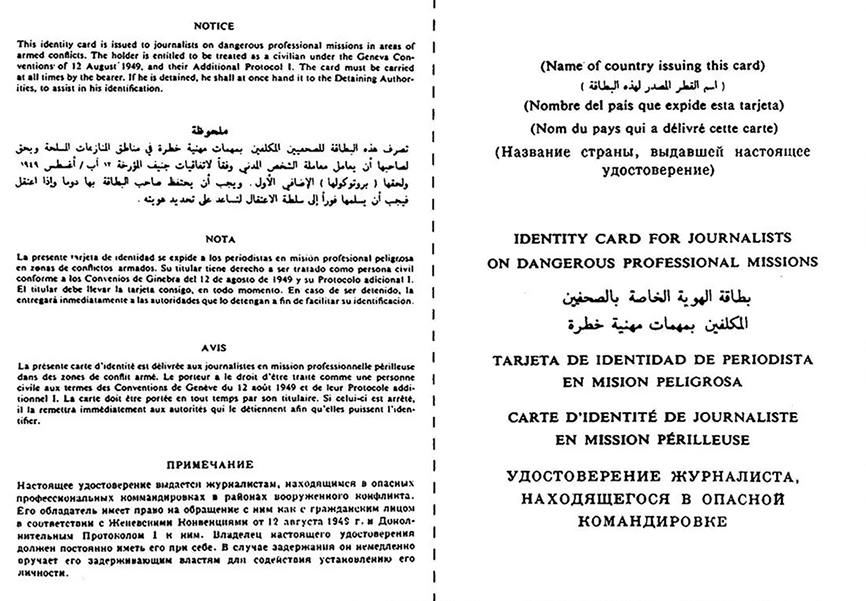 NOTICE
This identity card is issued to journalists on dangerous professional missions in areas of
armed conflicts. The holder is entitled to be treated as a civilian under the Geneva Con-
ventions of 12 August 1949, and their Additional Protocol I. The card must be carried
at all times by the bearer. If he is detained, he shall at once hand it to the Detaining Author-
ities, to assist in his identification.
ملحوظة
تصرف هذه البطاقة للصحفيين المكلفين بمهمات مهنية خطرة في مناطق المنازعات المسلحة ويحق
لصاحبها أن يعامل معاملة الشخص المدني وفقاً لاتفاقيات جنيف المؤرخة ١٢ آب / أغسطس ١٩٤٩
ولحقها ( بروتوكولها ) الإضافي الأول . ويجب أن يحتفظ صاحب البطاقة بها دوما وإذا اعتقل
فيجب أن يسلمها فوراً إلى سلطة الاعتقال لتساعد على تحديد هويته .
NOTA
La presente tarjeta de identidad se expide a los periodistas en misión profesional peligrosa
en zonas de conflictos armados. Su titular tiene derecho a ser tratado como persona civil
conforme a los Convenios de Ginebra del 12 de agosto de 1949 y su Protocolo adicional I.
El titular debe llevar la tarjeta consigo, en todo momento. En caso de ser detenido, la
entregará inmediatamente a las autoridades que lo detengan a fin de facilitar su identificación.
AVIS
La présente carte d'identité est délivrée aux journalistes en mission professionnelle périlleuse
dans des zones de conflit armé. Le porteur a le droit d'être traité comme une personne
civile aux termes des Conventions de Genève du 12 août 1949 et de leur Protocole addi-
tionnel I. La carte doit être portée en tout temps par son titulaire. Si celui-ci est arrêté,
il la remettra immédiatement aux autorités qui le détiennent afin qu'elles puissent l'iden-
tifier.
ПРИМЕЧАНИЕ
Настоящее удостоверение выдается журналистам, находящимся в опасных
профессиональных коммандировках в районах вооруженного конфликта.
Его обладатель имеет право на обращение с ним как с гражданским лицом
в соответствии с Женевскими Конвенциями от 12 августа 1949 г. и Допол-
нительным Протоколом I к ним. Владелец настоящего удостоверения
должен постоянно иметь его при себе. В случае задержания он немедленно
вручает его задерживающим властям для содействия установлению его
личности.
(Name of country issuing this card)
( اسم القطر المصدر لهذه البطاقة )
(Nombre del país que expide esta tarjeta)
(Nom du pays qui a délivré cette carte)
(Название страны, выдавшей настоящее
удостоверение)
IDENTITY CARD FOR JOURNALISTS
ON DANGEROUS PROFESSIONAL MISSIONS
بطاقة الهوية الخاصة بالصحفيين
المكلفين بمهمات مهنية خطرة
TARJETA DE IDENTIDAD DE PERIODISTA
EN MISION PELIGROSA
CARTE D'IDENTITÉ DE JOURNALISTE
EN MISSION PÉRILLEUSE
УДОСТОВЕРЕНИЕ ЖУРНАЛИСТА,
НАХОДЯЩЕГОСЯ В ОПАСНОЙ
КОМАНДИРОВКЕ